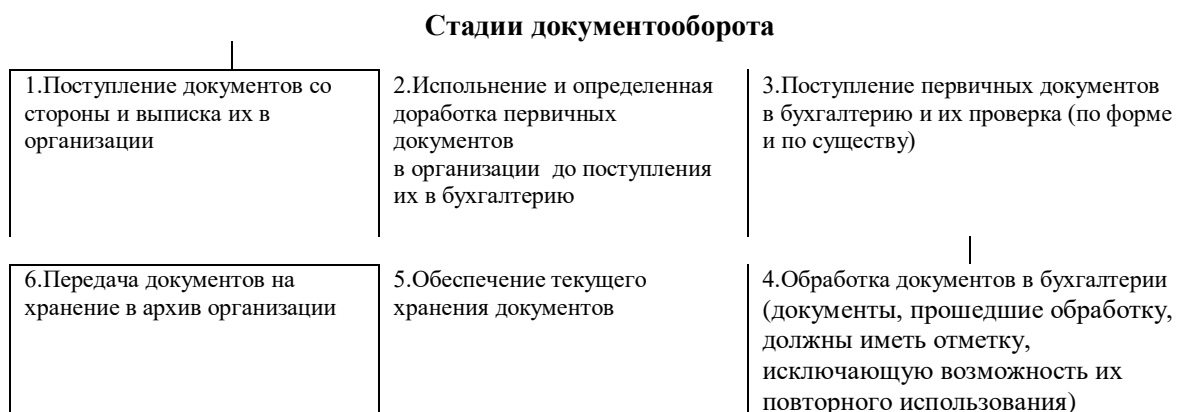 Стадии документооборота
1.Поступление документов со
стороны и выписка их в
организации
2.Испольнение и определенная
доработка первичных
документов
в организации до поступления
их в бухгалтерию
3.Поступление первичных документов
в бухгалтерию и их проверка (по форме
и по существу)
6.Передача документов на
хранение в архив организации
5.Обеспечение текущего
хранения документов
4.Обработка документов в бухгалтерии
(документы, прошедшие обработку,
должны иметь отметку,
исключающую возможность их
повторного использования)